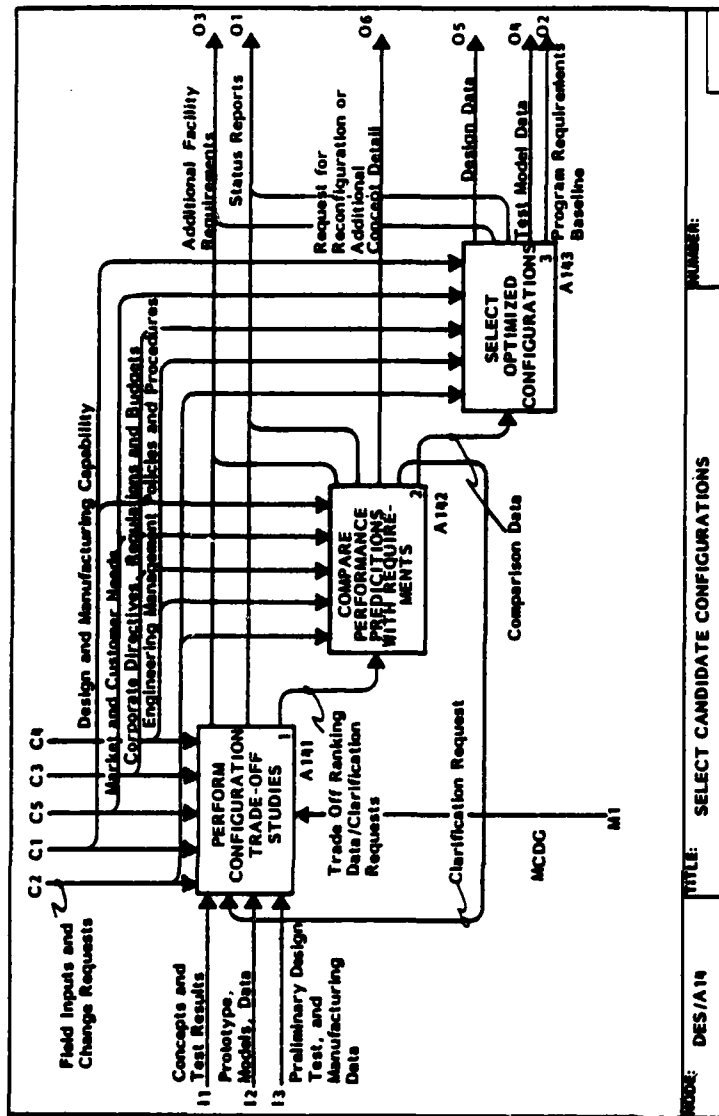 C2
C1
C5
C3
C4
Field Inputs and
Change Requests
Design and Manufacturing Capability
Market and Customer Needs
Corporate Directives, Regulations and Budgets
Engineering Management Policies and Procedures
Concepts and
Test Results
I1
Prototype,
Models, Data
I2
I3
Preliminary Design
Test, and
Manufacturing
Data
PERFORM
CONFIGURATION
TRADE-OFF
STUDIES
1
A141
Trade Off Ranking
Data/Clarification
Requests
Clarification Request
MCDG
M1
COMPARE
PERFORMANCE
PREDICITIONS
WITH REQUIRE-
MENTS
2
A142
Comparison Data
SELECT
OPTIMIZED
CONFIGURATIONS
3
A143
Additional Facility
Requirements
O3
Status Reports
O1
Request for
Reconfiguration or
Additional
Concept Detail
O6
Design Data
O5
Test Model Data
O4
Program Requirements
Baseline
O2
NODE:
DES/A14
TITLE:
SELECT CANDIDATE CONFIGURATIONS
NUMBER: